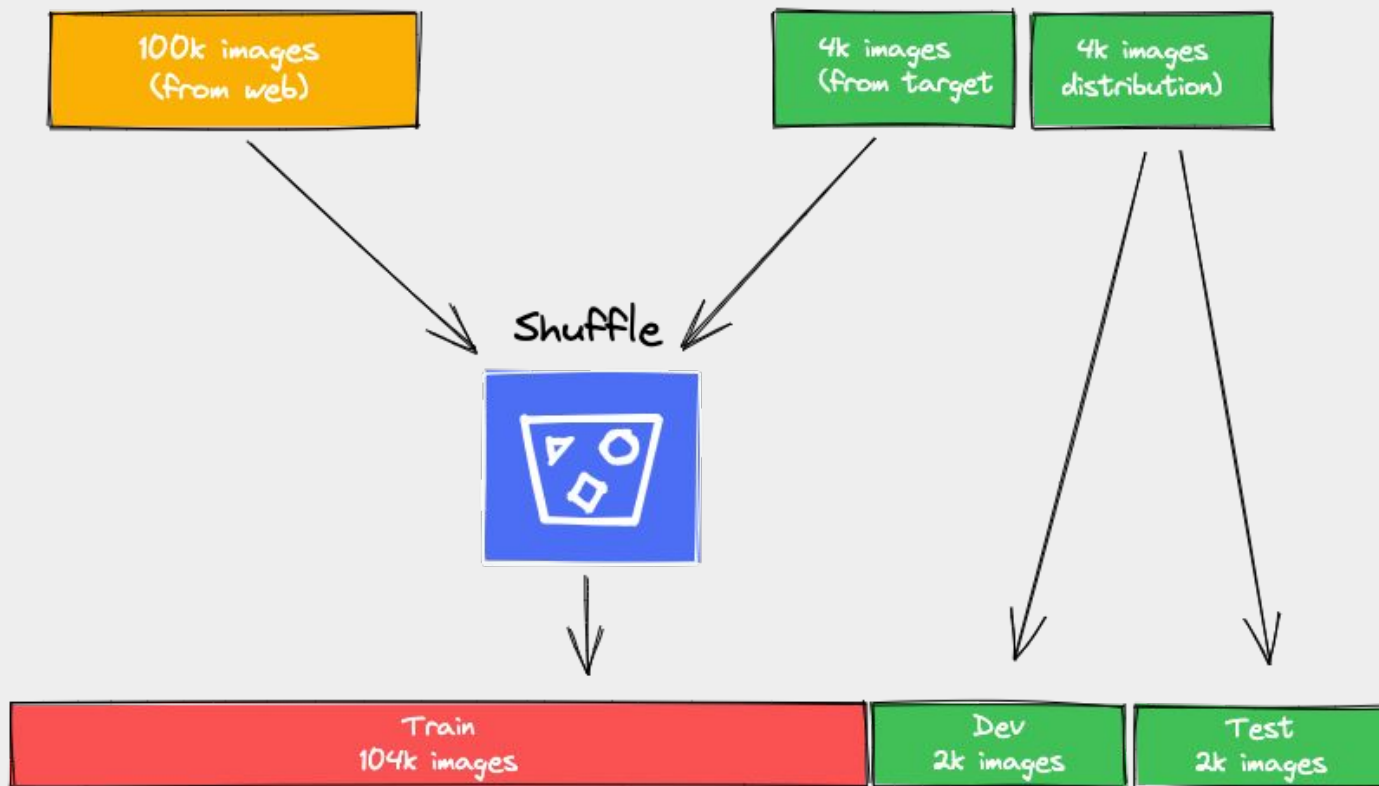 100k images
(from web)
4k images
(from target
4k images
distribution)
Shuffle
Train
104k images
Dev
2k images
Test
2k images